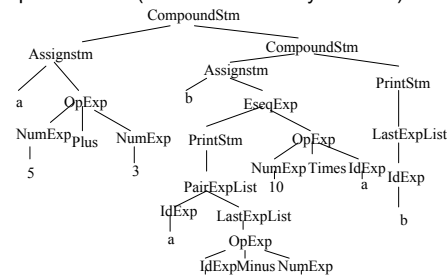 CompoundStm
Assignstm CompoundStm
a OpExp b Assignstm EseqExp PrintStm
NumExp Plus NumExp PrintStm OpExp LastExpList
5 3 PairExpList NumExp Times IdExp IdExp
10 a
IdExp LastExpList b
a OpExp
IdExp Minus NumExp